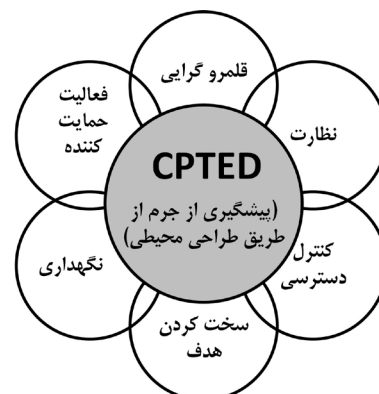 قلمرو گرایی
نظارت
کنترل
دسترسی
سخت کردن
هدف
نگهداری
فعالیت
حمایت
کننده
CPTED
(پیشگیری از جرم از
طریق طراحی محیطی)